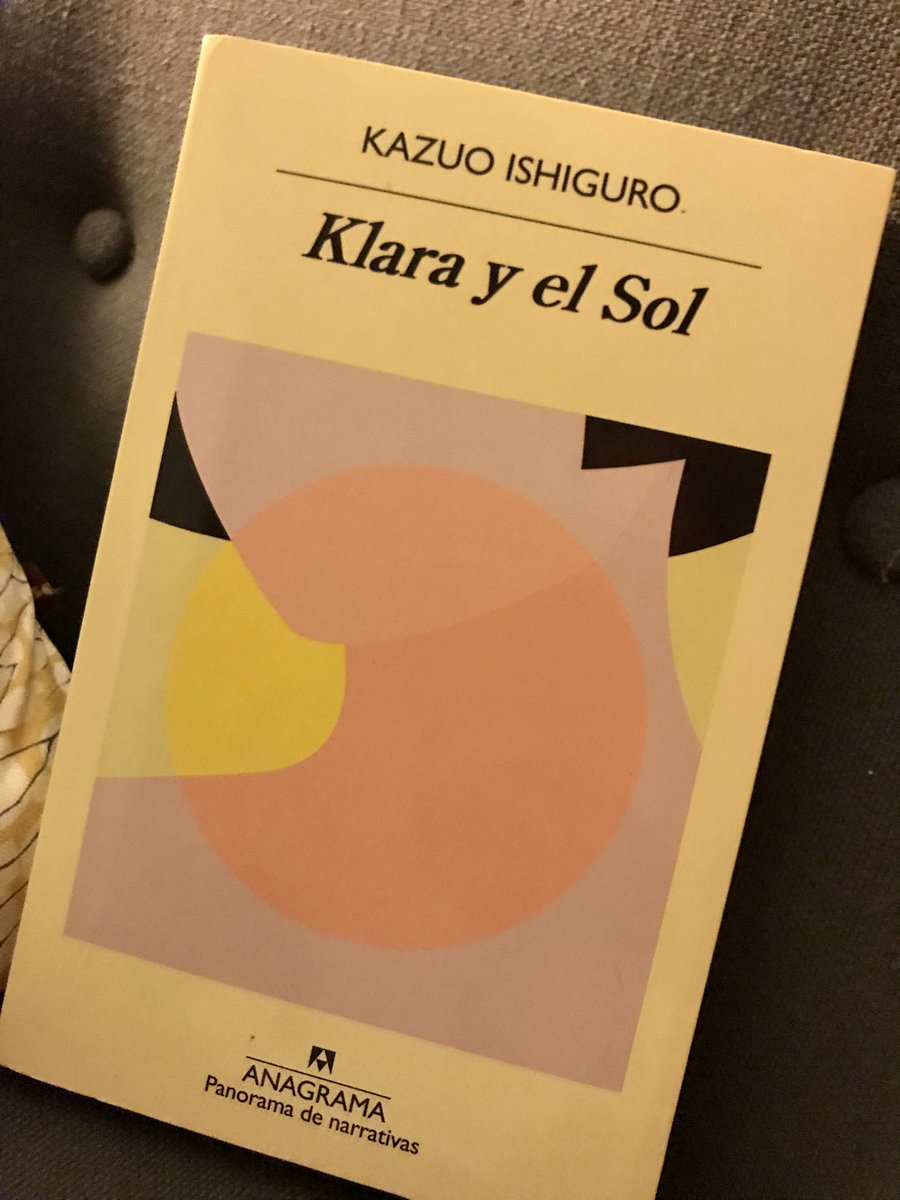 KAZUO ISHIGURO
Klara y el Sol
ANAGRAMA
Panorama de narrativas